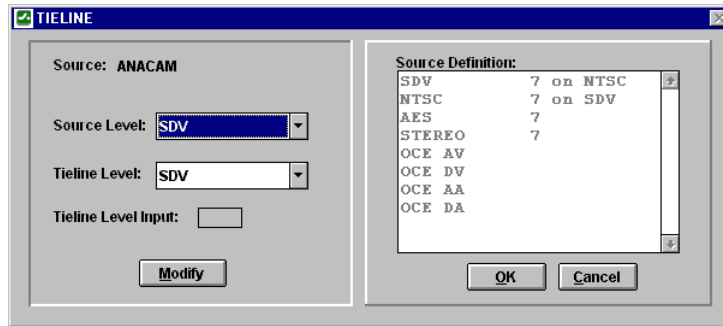 TIELINE
Source: ANACAM
Source Level: SDV
Tieline Level: SDV
Tieline Level Input:
Modify
Source Definition:
SDV 7 on NTSC
NTSC 7 on SDV
AES 7
STEREO 7
OCE AV
OCE DV
OCE AA
OCE DA
OK Cancel